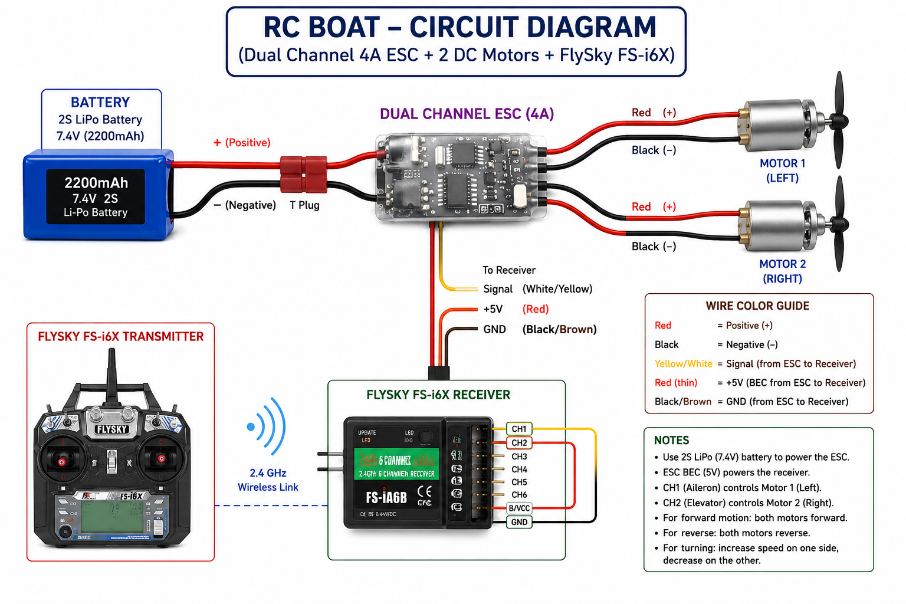 RC BOAT – CIRCUIT DIAGRAM
(Dual Channel 4A ESC + 2 DC Motors + FlySky FS-i6X)
BATTERY
2S LiPo Battery
7.4V (2200mAh)
2200mAh
7.4V 2S
Li-Po Battery
+ (Positive)
– (Negative)
T Plug
DUAL CHANNEL ESC (4A)
Red (+)
Black (–)
MOTOR 1
(LEFT)
Red (+)
Black (–)
MOTOR 2
(RIGHT)
To Receiver
Signal (White/Yellow)
+5V (Red)
GND (Black/Brown)
WIRE COLOR GUIDE
Red = Positive (+)
Black = Negative (–)
Yellow/White = Signal (from ESC to Receiver)
Red (thin) = +5V (BEC from ESC to Receiver)
Black/Brown = GND (from ESC to Receiver)
FLYSKY FS-i6X TRANSMITTER
FLYSKY
FS-i6X
2.4 GHz
Wireless Link
FLYSKY FS-i6X RECEIVER
UPDATE
LED
LED
6 CHANNEL
2.4GTG 6 CHANNEL RECEIVER
FS-iA6B
CE
CH1
CH2
CH3
CH4
CH5
CH6
B/VCC
GND
NOTES
• Use 2S LiPo (7.4V) battery to power the ESC.
• ESC BEC (5V) powers the receiver.
• CH1 (Aileron) controls Motor 1 (Left).
• CH2 (Elevator) controls Motor 2 (Right).
• For forward motion: both motors forward.
• For reverse: both motors reverse.
• For turning: increase speed on one side,
decrease on the other.